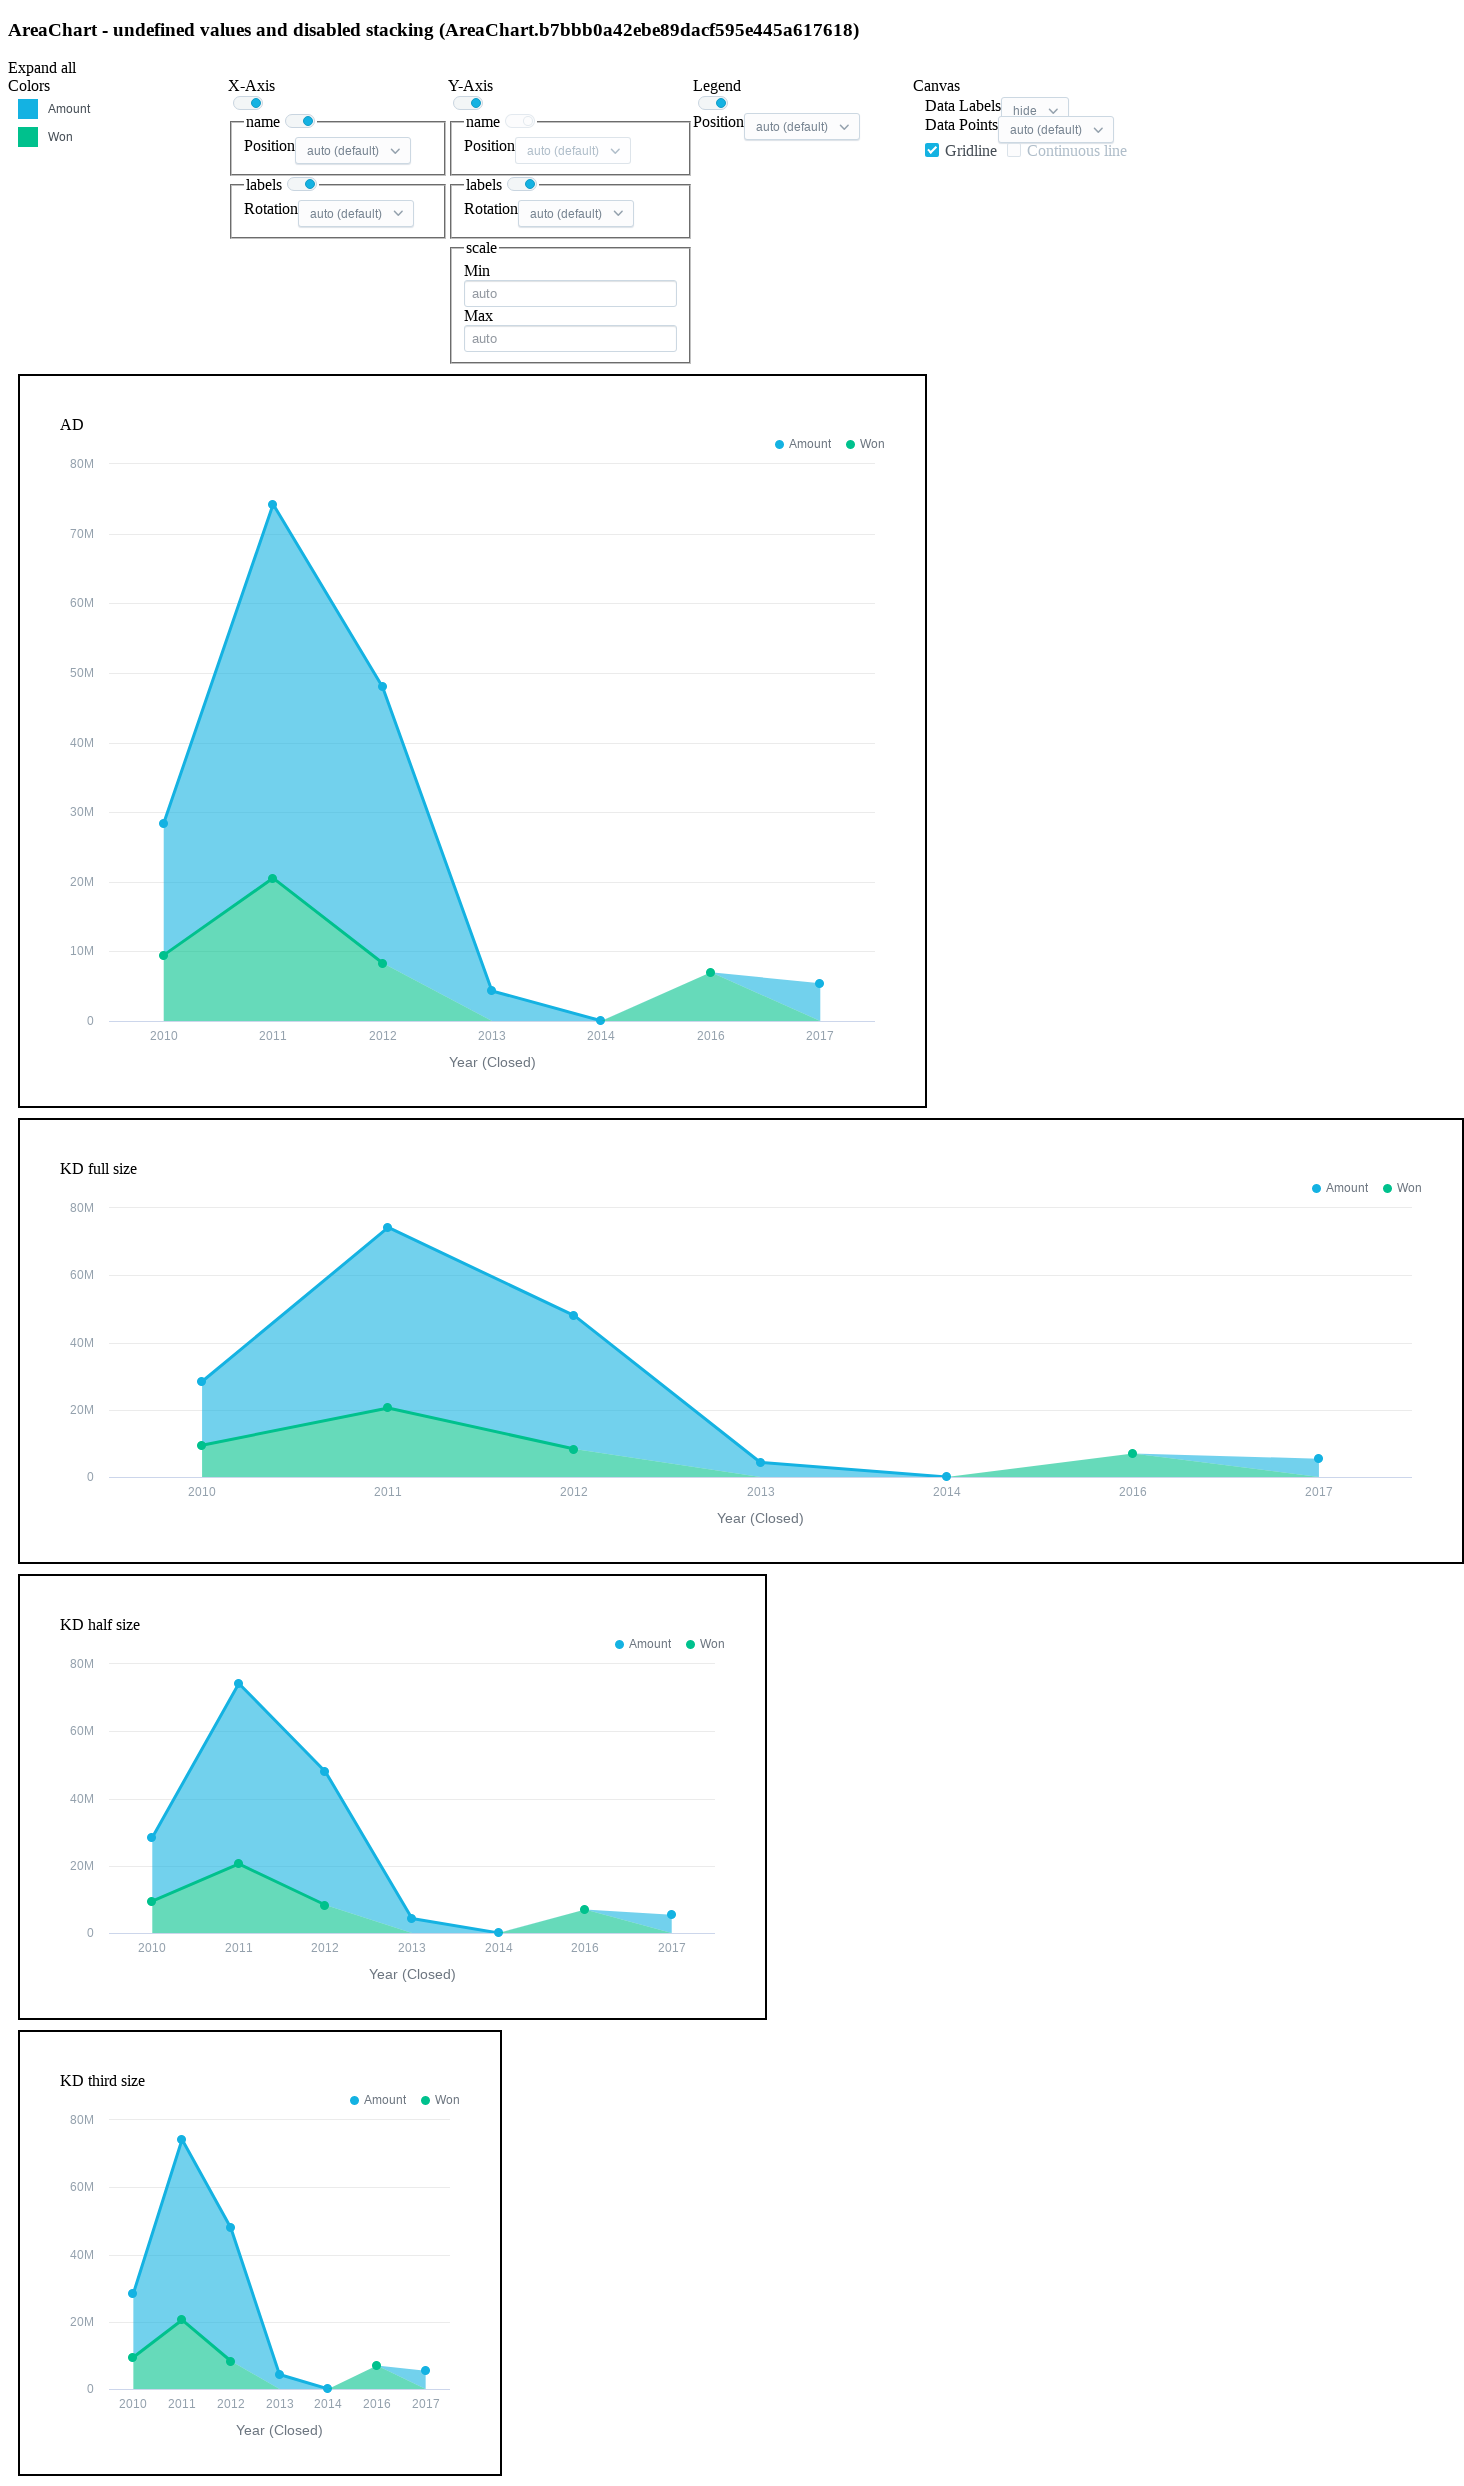 AreaChart - undefined values and disabled stacking (AreaChart.b7bbb0a42ebe89dacf595e445a617618)
Expand all
Colors
Amount
Won
X-Axis
name
Position auto (default)
labels
Rotation auto (default)
Y-Axis
name
Position auto (default)
labels
Rotation auto (default)
scale
Min
auto
Max
auto
Legend
Position auto (default)
Canvas
Data Labels hide
Data Points auto (default)
Gridline Continuous line
AD
Amount Won
80M
70M
60M
50M
40M
30M
20M
10M
0
2010 2011 2012 2013 2014 2016 2017
Year (Closed)
KD full size
Amount Won
80M
60M
40M
20M
0
2010 2011 2012 2013 2014 2016 2017
Year (Closed)
KD half size
Amount Won
80M
60M
40M
20M
0
2010 2011 2012 2013 2014 2016 2017
Year (Closed)
KD third size
Amount Won
80M
60M
40M
20M
0
2010 2011 2012 2013 2014 2016 2017
Year (Closed)